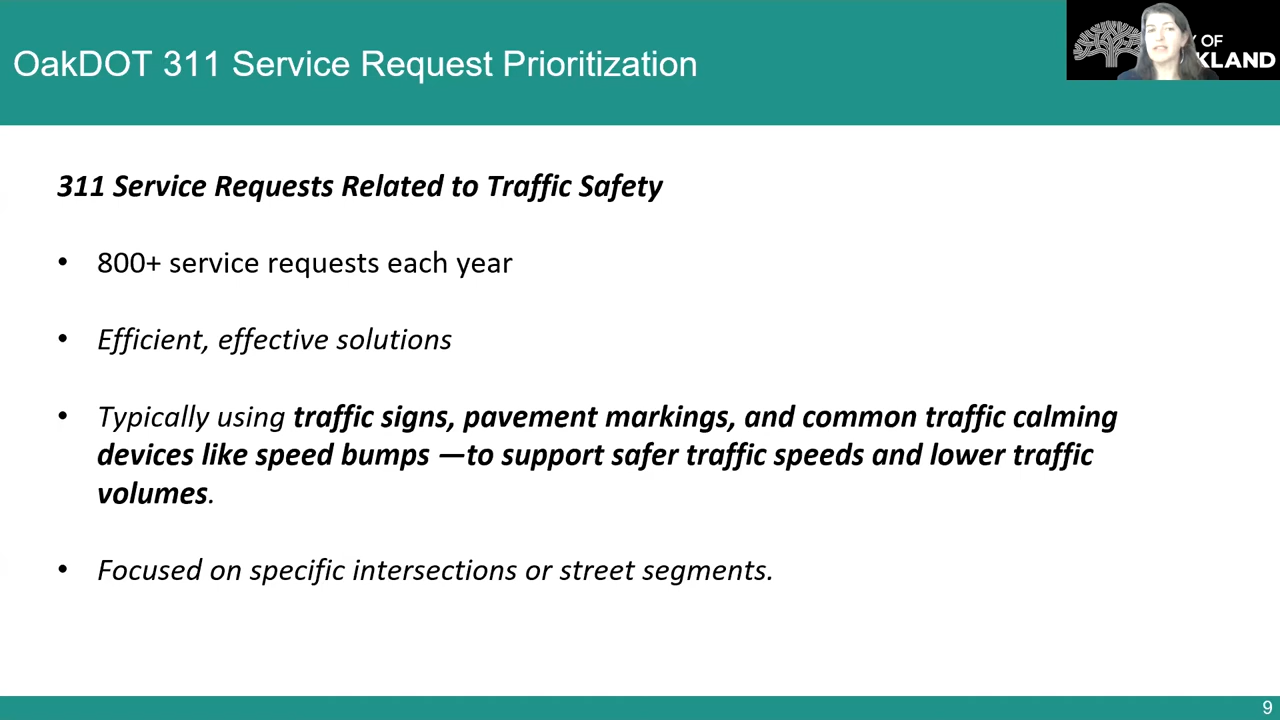 OakDOT 311 Service Request Prioritization
Y OF
KLAND
311 Service Requests Related to Traffic Safety
• 800+ service requests each year
• Efficient, effective solutions
• Typically using traffic signs, pavement markings, and common traffic calming
devices like speed bumps —to support safer traffic speeds and lower traffic
volumes.
• Focused on specific intersections or street segments.
9